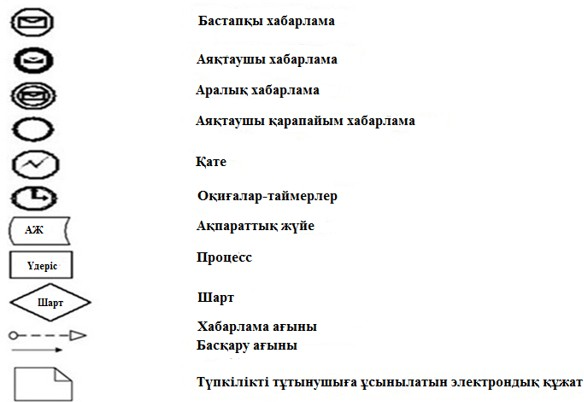 Бастапқы хабарлама
Аяқтаушы хабарлама
Аралық хабарлама
Аяқтаушы қарапайым хабарлама
Қате
Оқиғалар-таймерлер
АЖ Ақпараттық жүйе
Үдеріс Процесс
Шарт Шарт
Хабарлама ағыны
Басқару ағыны
Түпкілікті тұтынушыға ұсынылатын электрондық құжат